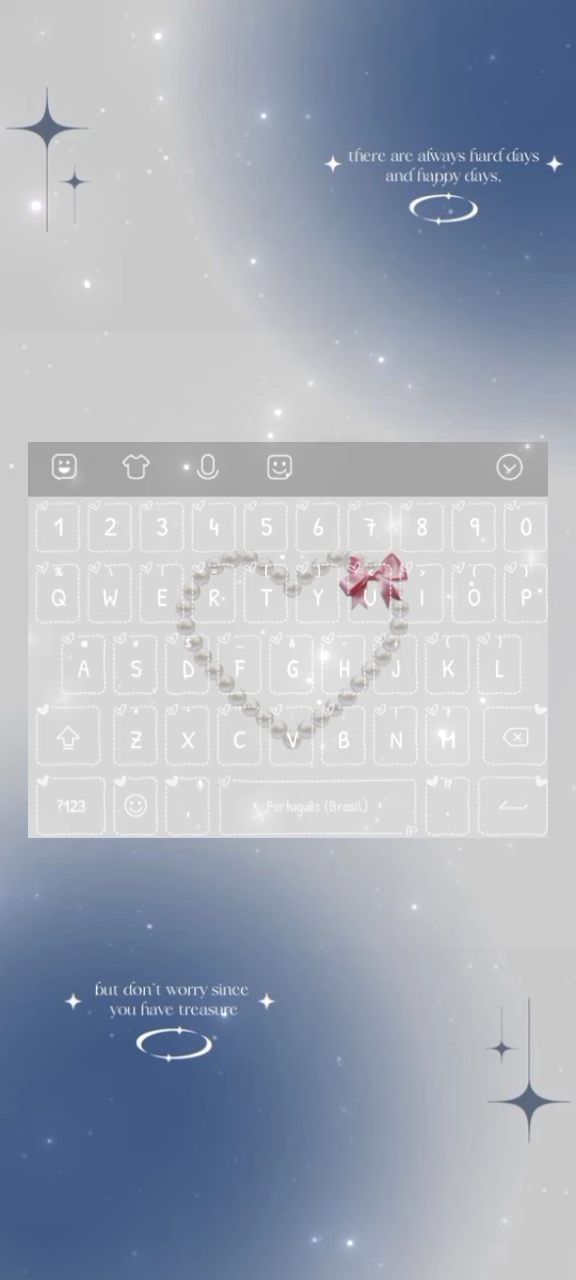 there are always hard days
and happy days,
1 2 3 4 5 6 7 8 9 0
Q W E R T Y U I O P
A S D F G H J K L
Z X C V B N M
?123 , Português (Brasil) .
but don't worry since
you have treasure